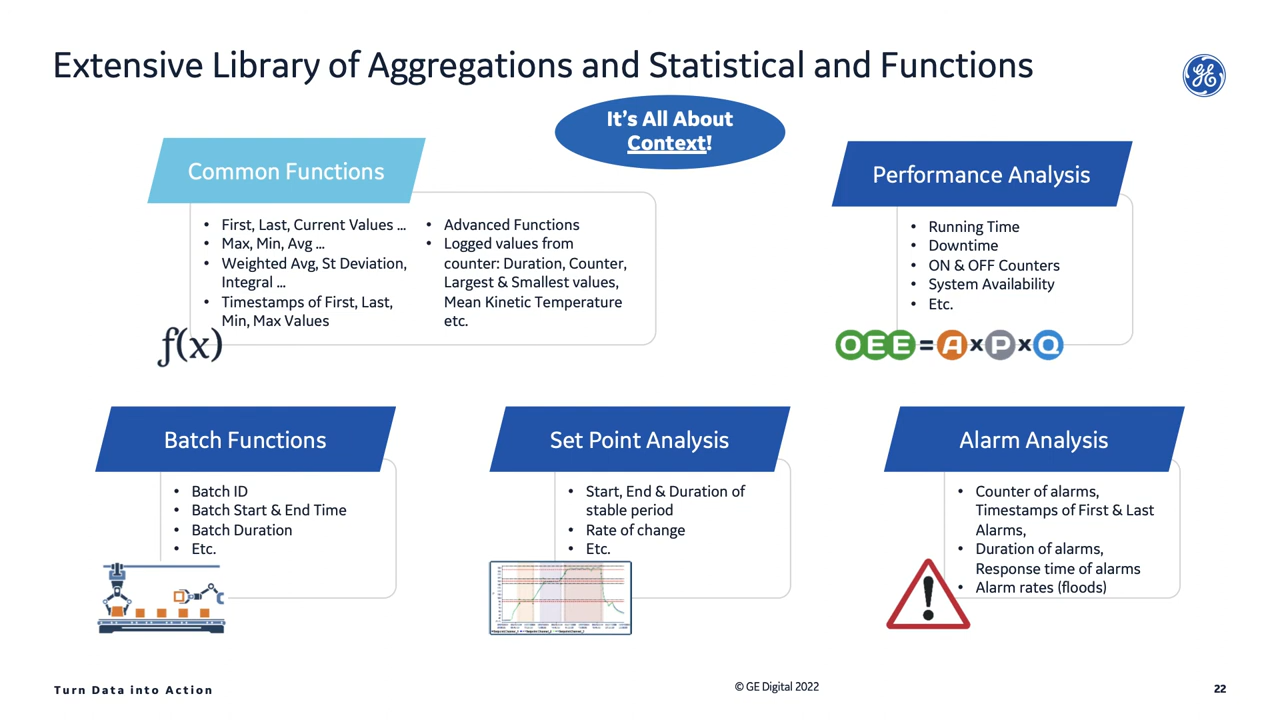 Extensive Library of Aggregations and Statistical and Functions
It's All About
Context!
Common Functions
• First, Last, Current Values ...
• Max, Min, Avg ...
• Weighted Avg, St Deviation,
Integral ...
• Timestamps of First, Last,
Min, Max Values
• Advanced Functions
• Logged values from
counter: Duration, Counter,
Largest & Smallest values,
Mean Kinetic Temperature
etc.
f(x)
Performance Analysis
• Running Time
• Downtime
• ON & OFF Counters
• System Availability
• Etc.
OEE=AxPxQ
Batch Functions
• Batch ID
• Batch Start & End Time
• Batch Duration
• Etc.
Set Point Analysis
• Start, End & Duration of
stable period
• Rate of change
• Etc.
Alarm Analysis
• Counter of alarms,
Timestamps of First & Last
Alarms,
• Duration of alarms,
Response time of alarms
• Alarm rates (floods)
Turn Data into Action
© GE Digital 2022
22